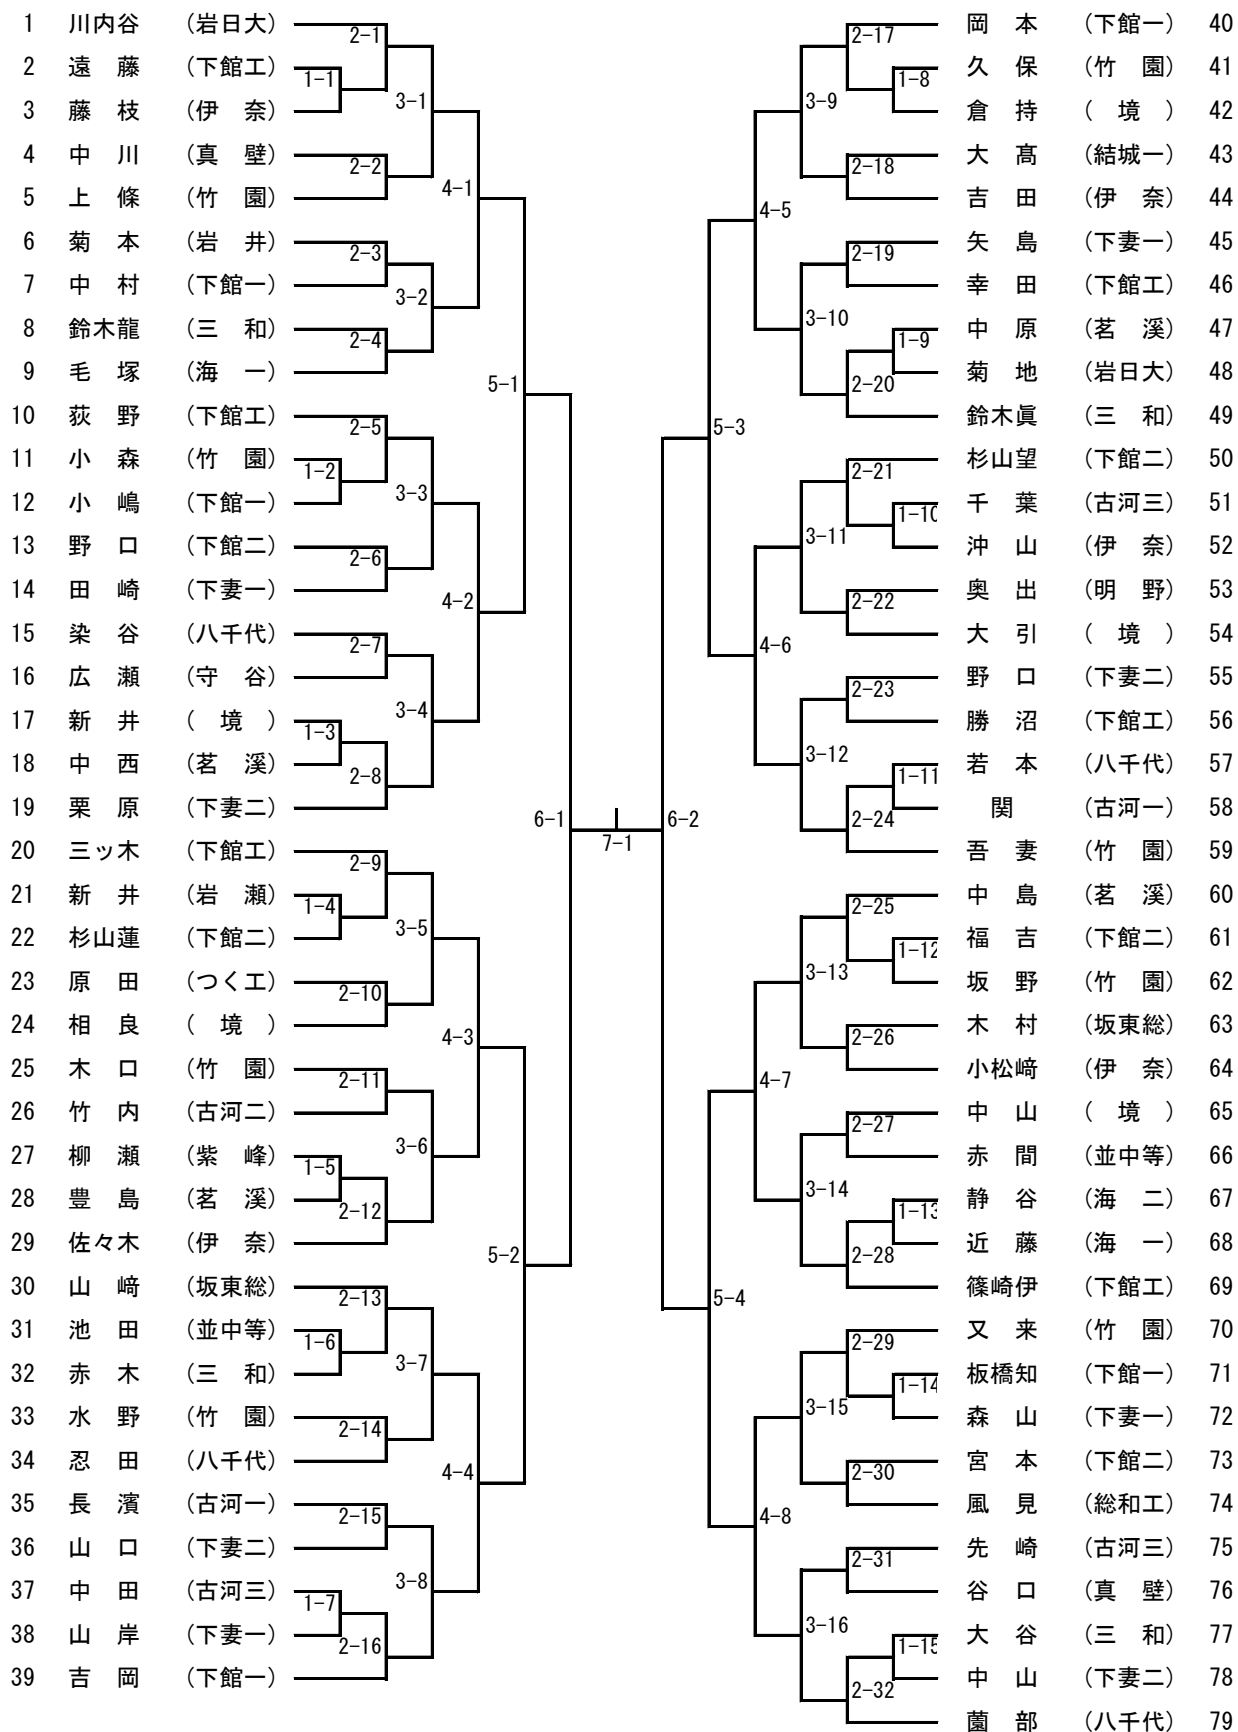 1 川内谷 (岩日大)
2-1
2 遠 藤 (下館工)
1-1
3 藤 枝 (伊 奈)
3-1
4 中 川 (真 壁)
2-2
5 上 條 (竹 園)
4-1
6 菊 本 (岩 井)
2-3
7 中 村 (下館一)
3-2
8 鈴木龍 (三 和)
2-4
9 毛 塚 (海 一)
5-1
10 荻 野 (下館工)
2-5
11 小 森 (竹 園)
1-2
12 小 嶋 (下館一)
3-3
13 野 口 (下館二)
2-6
14 田 崎 (下妻一)
4-2
15 染 谷 (八千代)
2-7
16 広 瀬 (守 谷)
3-4
17 新 井 ( 境 )
1-3
18 中 西 (茗 溪)
2-8
19 栗 原 (下妻二)
6-1
20 三ッ木 (下館工)
2-9
21 新 井 (岩 瀬)
1-4
22 杉山蓮 (下館二)
3-5
23 原 田 (つく工)
2-10
24 相 良 ( 境 )
4-3
25 木 口 (竹 園)
2-11
26 竹 内 (古河二)
3-6
27 柳 瀬 (紫 峰)
1-5
28 豊 島 (茗 溪)
2-12
29 佐々木 (伊 奈)
5-2
30 山 﨑 (坂東総)
2-13
31 池 田 (並中等)
1-6
32 赤 木 (三 和)
3-7
33 水 野 (竹 園)
2-14
34 忍 田 (八千代)
4-4
35 長 濱 (古河一)
2-15
36 山 口 (下妻二)
3-8
37 中 田 (古河三)
1-7
38 山 岸 (下妻一)
2-16
39 吉 岡 (下館一)
7-1
岡 本 (下館一) 40
2-17
久 保 (竹 園) 41
1-8
倉 持 ( 境 ) 42
3-9
大 髙 (結城一) 43
2-18
吉 田 (伊 奈) 44
4-5
矢 島 (下妻一) 45
2-19
幸 田 (下館工) 46
3-10
中 原 (茗 溪) 47
1-9
菊 地 (岩日大) 48
2-20
鈴木眞 (三 和) 49
5-3
杉山望 (下館二) 50
2-21
千 葉 (古河三) 51
1-10
沖 山 (伊 奈) 52
3-11
奥 出 (明 野) 53
2-22
大 引 ( 境 ) 54
4-6
野 口 (下妻二) 55
2-23
勝 沼 (下館工) 56
3-12
若 本 (八千代) 57
1-11
関 (古河一) 58
2-24
吾 妻 (竹 園) 59
6-2
中 島 (茗 溪) 60
2-25
福 吉 (下館二) 61
1-12
坂 野 (竹 園) 62
3-13
木 村 (坂東総) 63
2-26
小松﨑 (伊 奈) 64
4-7
中 山 ( 境 ) 65
2-27
赤 間 (並中等) 66
3-14
静 谷 (海 二) 67
1-13
近 藤 (海 一) 68
2-28
篠崎伊 (下館工) 69
5-4
又 来 (竹 園) 70
2-29
板橋知 (下館一) 71
1-14
森 山 (下妻一) 72
3-15
宮 本 (下館二) 73
2-30
風 見 (総和工) 74
4-8
先 崎 (古河三) 75
2-31
谷 口 (真 壁) 76
3-16
大 谷 (三 和) 77
1-15
中 山 (下妻二) 78
2-32
薗 部 (八千代) 79